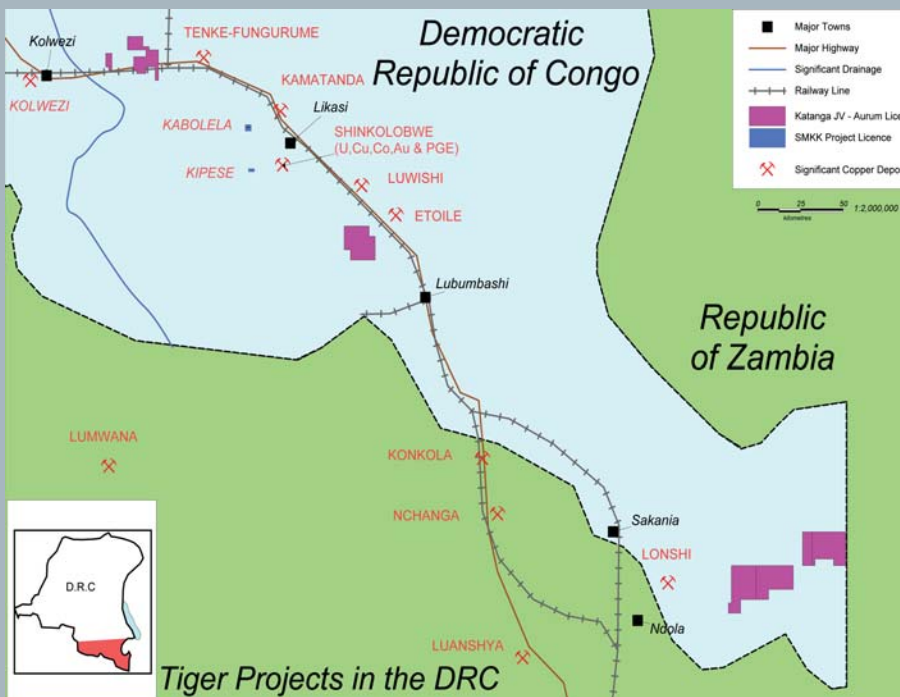 TENKE-FUNGURUME
Kolwezi
KOLWEZI
Democratic
Republic of Congo
KAMATANDA
Likasi
KABOLELA
SHINKOLOBWE
(U,Cu,Co,Au & PGE)
KIPESE
LUWISHI
ETOILE
Lubumbashi
Major Towns
Major Highway
Significant Drainage
Railway Line
Katanga JV - Aurum Lice
SMKK Project Licence
Significant Copper Depo
0 25 50
kilometres
1:2,000,000
Republic
of Zambia
LUMWANA
KONKOLA
NCHANGA
Sakania
LONSHI
Ndola
LUANSHYA
D.R.C
Tiger Projects in the DRC